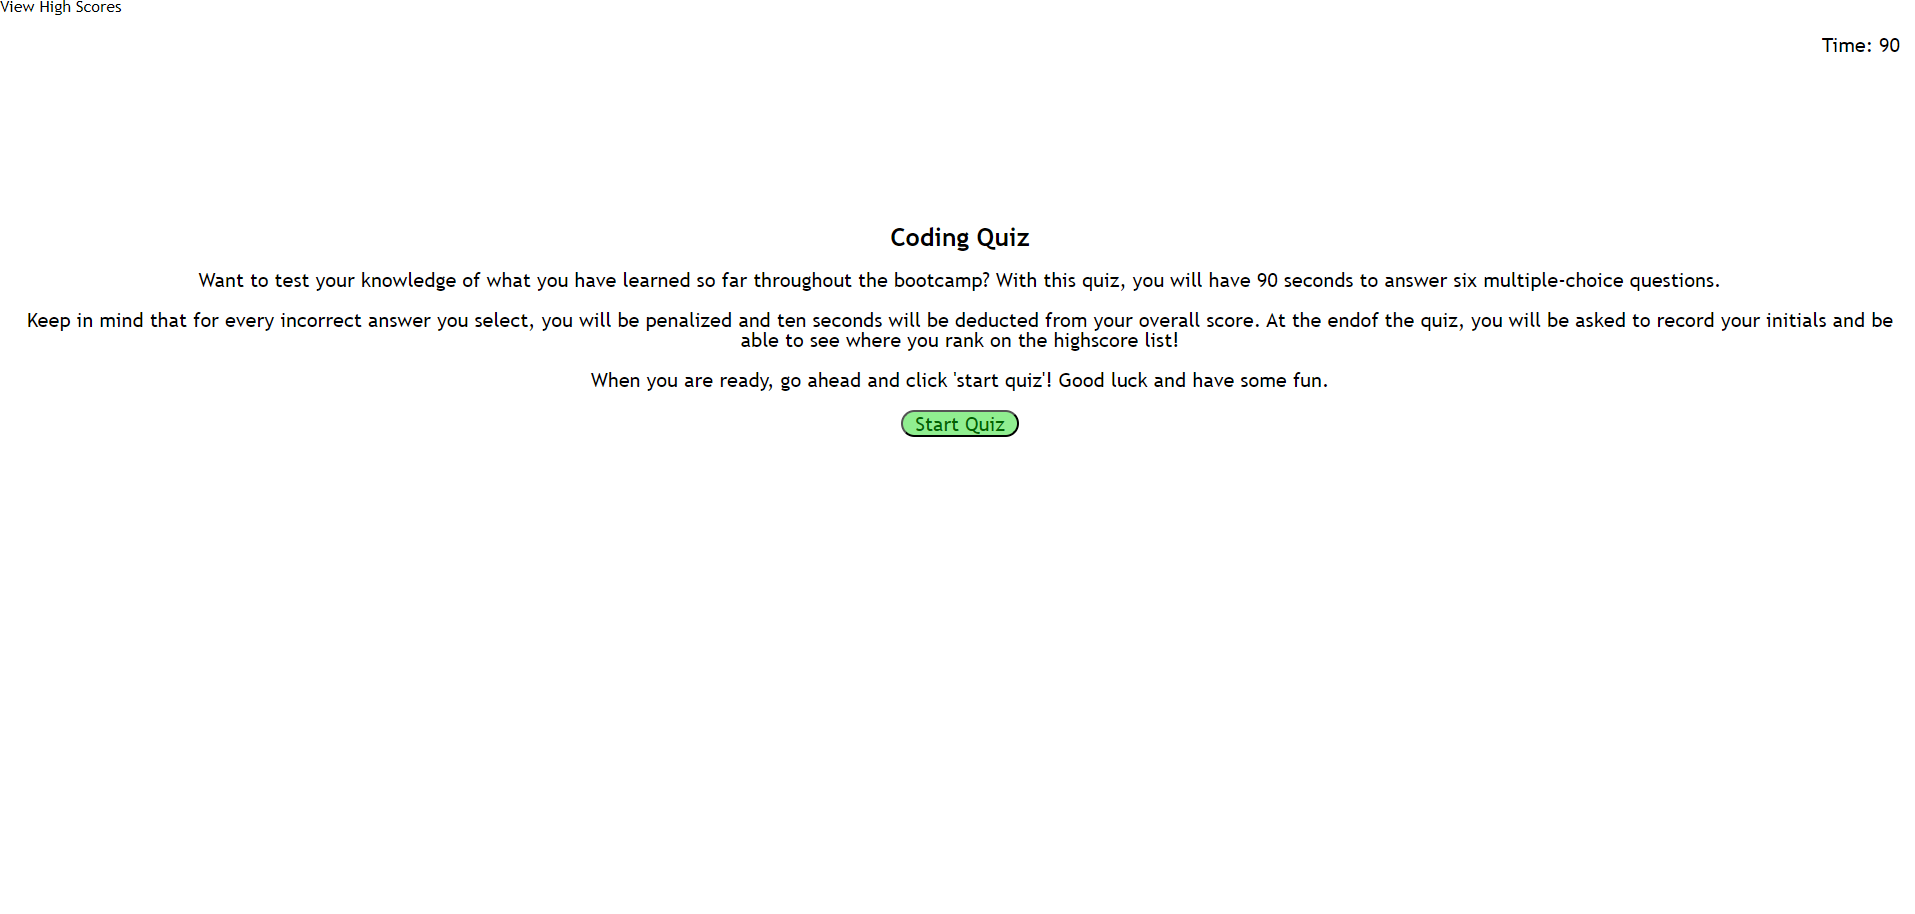 View High Scores
Time: 90
Coding Quiz
Want to test your knowledge of what you have learned so far throughout the bootcamp? With this quiz, you will have 90 seconds to answer six multiple-choice questions.
Keep in mind that for every incorrect answer you select, you will be penalized and ten seconds will be deducted from your overall score. At the endof the quiz, you will be asked to record your initials and be
able to see where you rank on the highscore list!
When you are ready, go ahead and click 'start quiz'! Good luck and have some fun.
Start Quiz